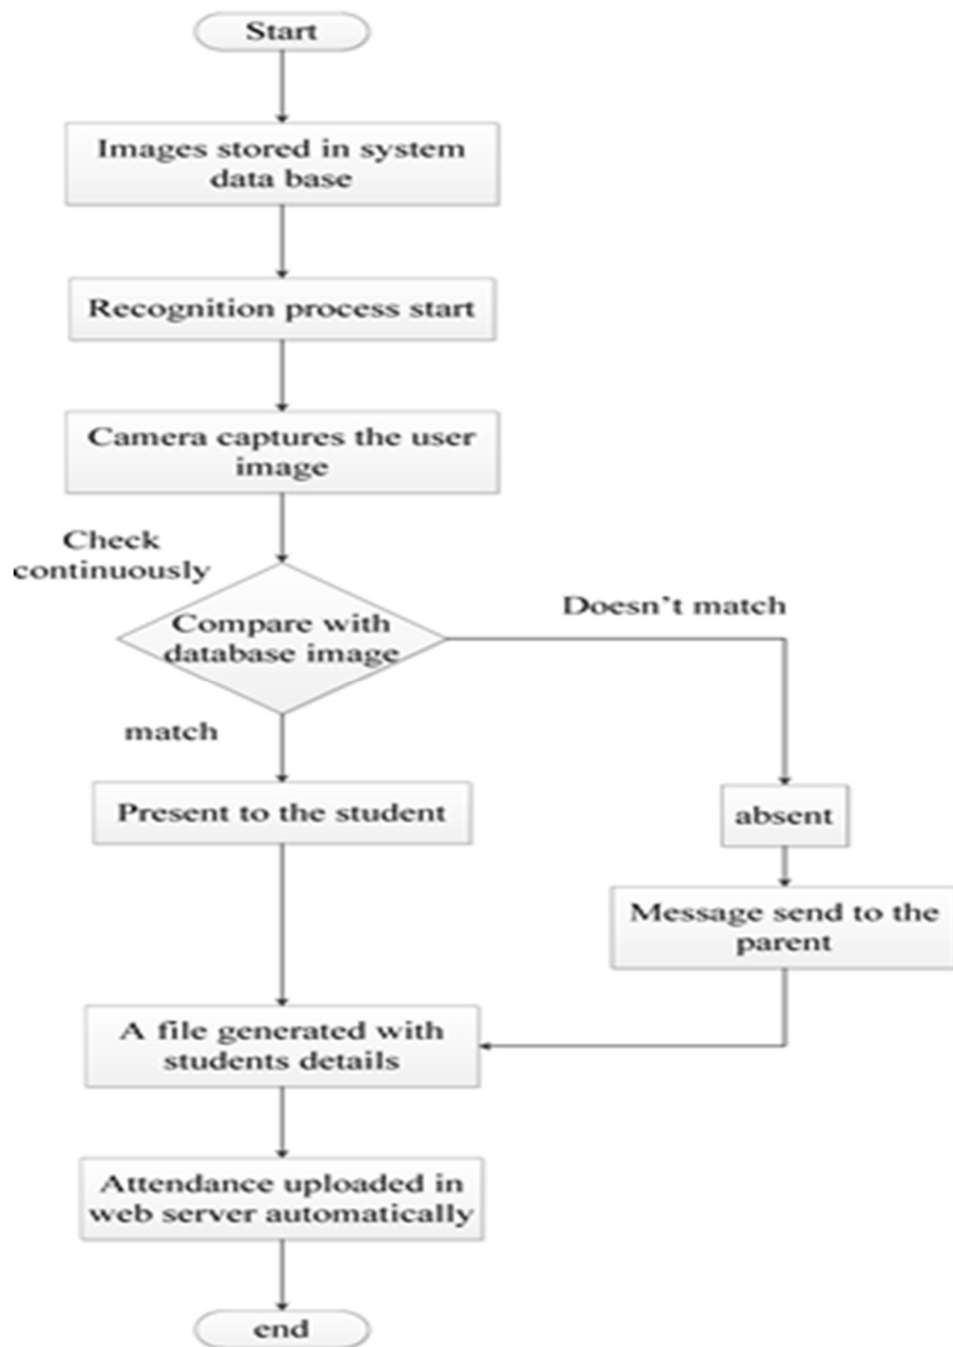 Start
Images stored in system
data base
Recognition process start
Camera captures the user
image
Check
continuously
Compare with
database image
Doesn't match
match
Present to the student
absent
Message send to the
parent
A file generated with
students details
Attendance uploaded in
web server automatically
end